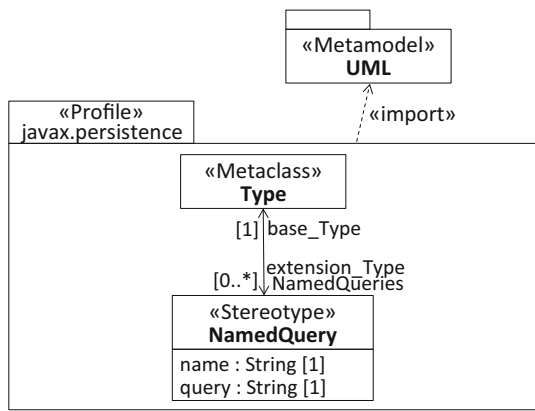 «Metamodel»
UML
«import»
«Profile»
javax.persistence
«Metaclass»
Type
[1] base_Type
extension_Type
[0..*] NamedQueries
«Stereotype»
NamedQuery
name : String [1]
query : String [1]